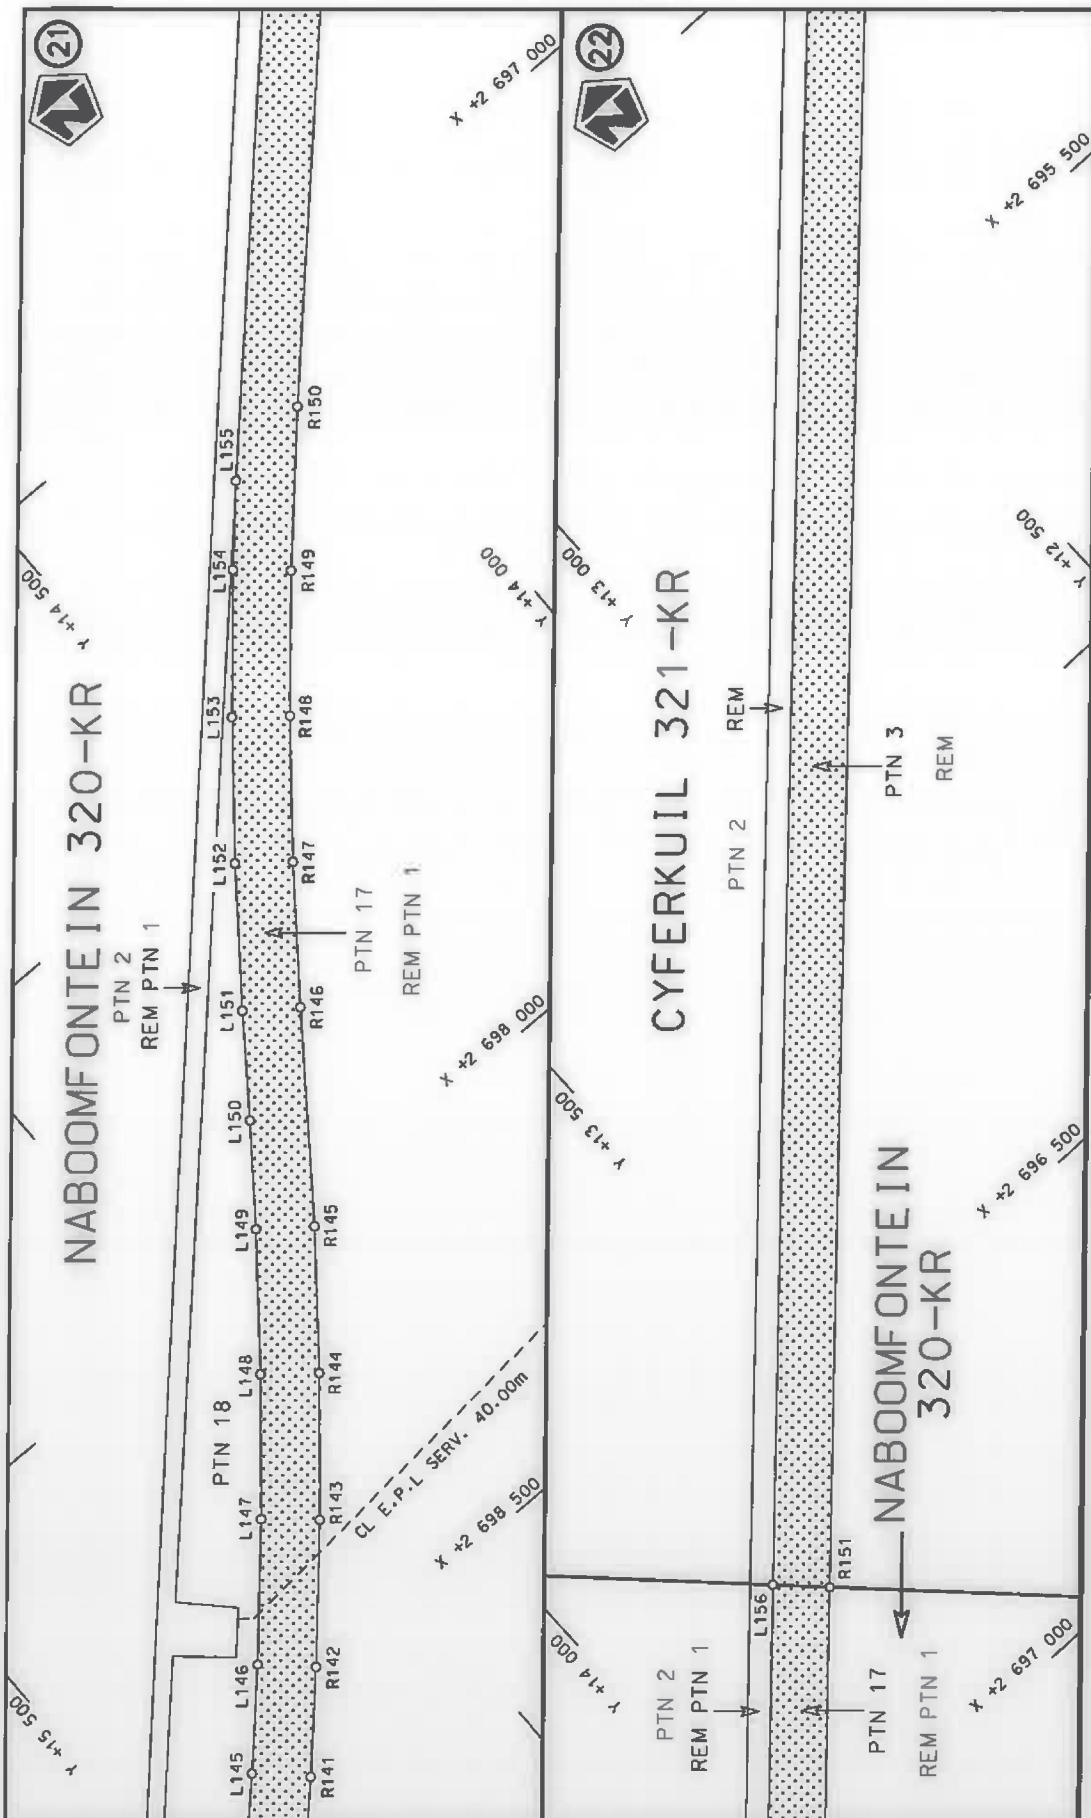 21
NABOOMFONTEIN 320-KR
PTN 2
REM PTN 1
Y +15 500
Y +14 500
PTN 18
L145
L146
L147
L148
L149
L150
L151
L152
L153
L154
L155
R141
R142
R143
R144
R145
R146
R147
R148
R149
R150
PTN 17
REM PTN 1
CL E.P.L SERV. 40.00m
X +2 698 500
X +2 698 000
Y +14 000
X +2 697 000
22
Y +14 000
Y +13 500
Y +13 000
CYFERKUIL 321-KR
PTN 2
REM
PTN 2
REM PTN 1
L156
R151
PTN 3
REM
PTN 17
REM PTN 1
NABOOMFONTEIN
320-KR
X +2 697 000
X +2 696 500
Y +12 500
X +2 695 500